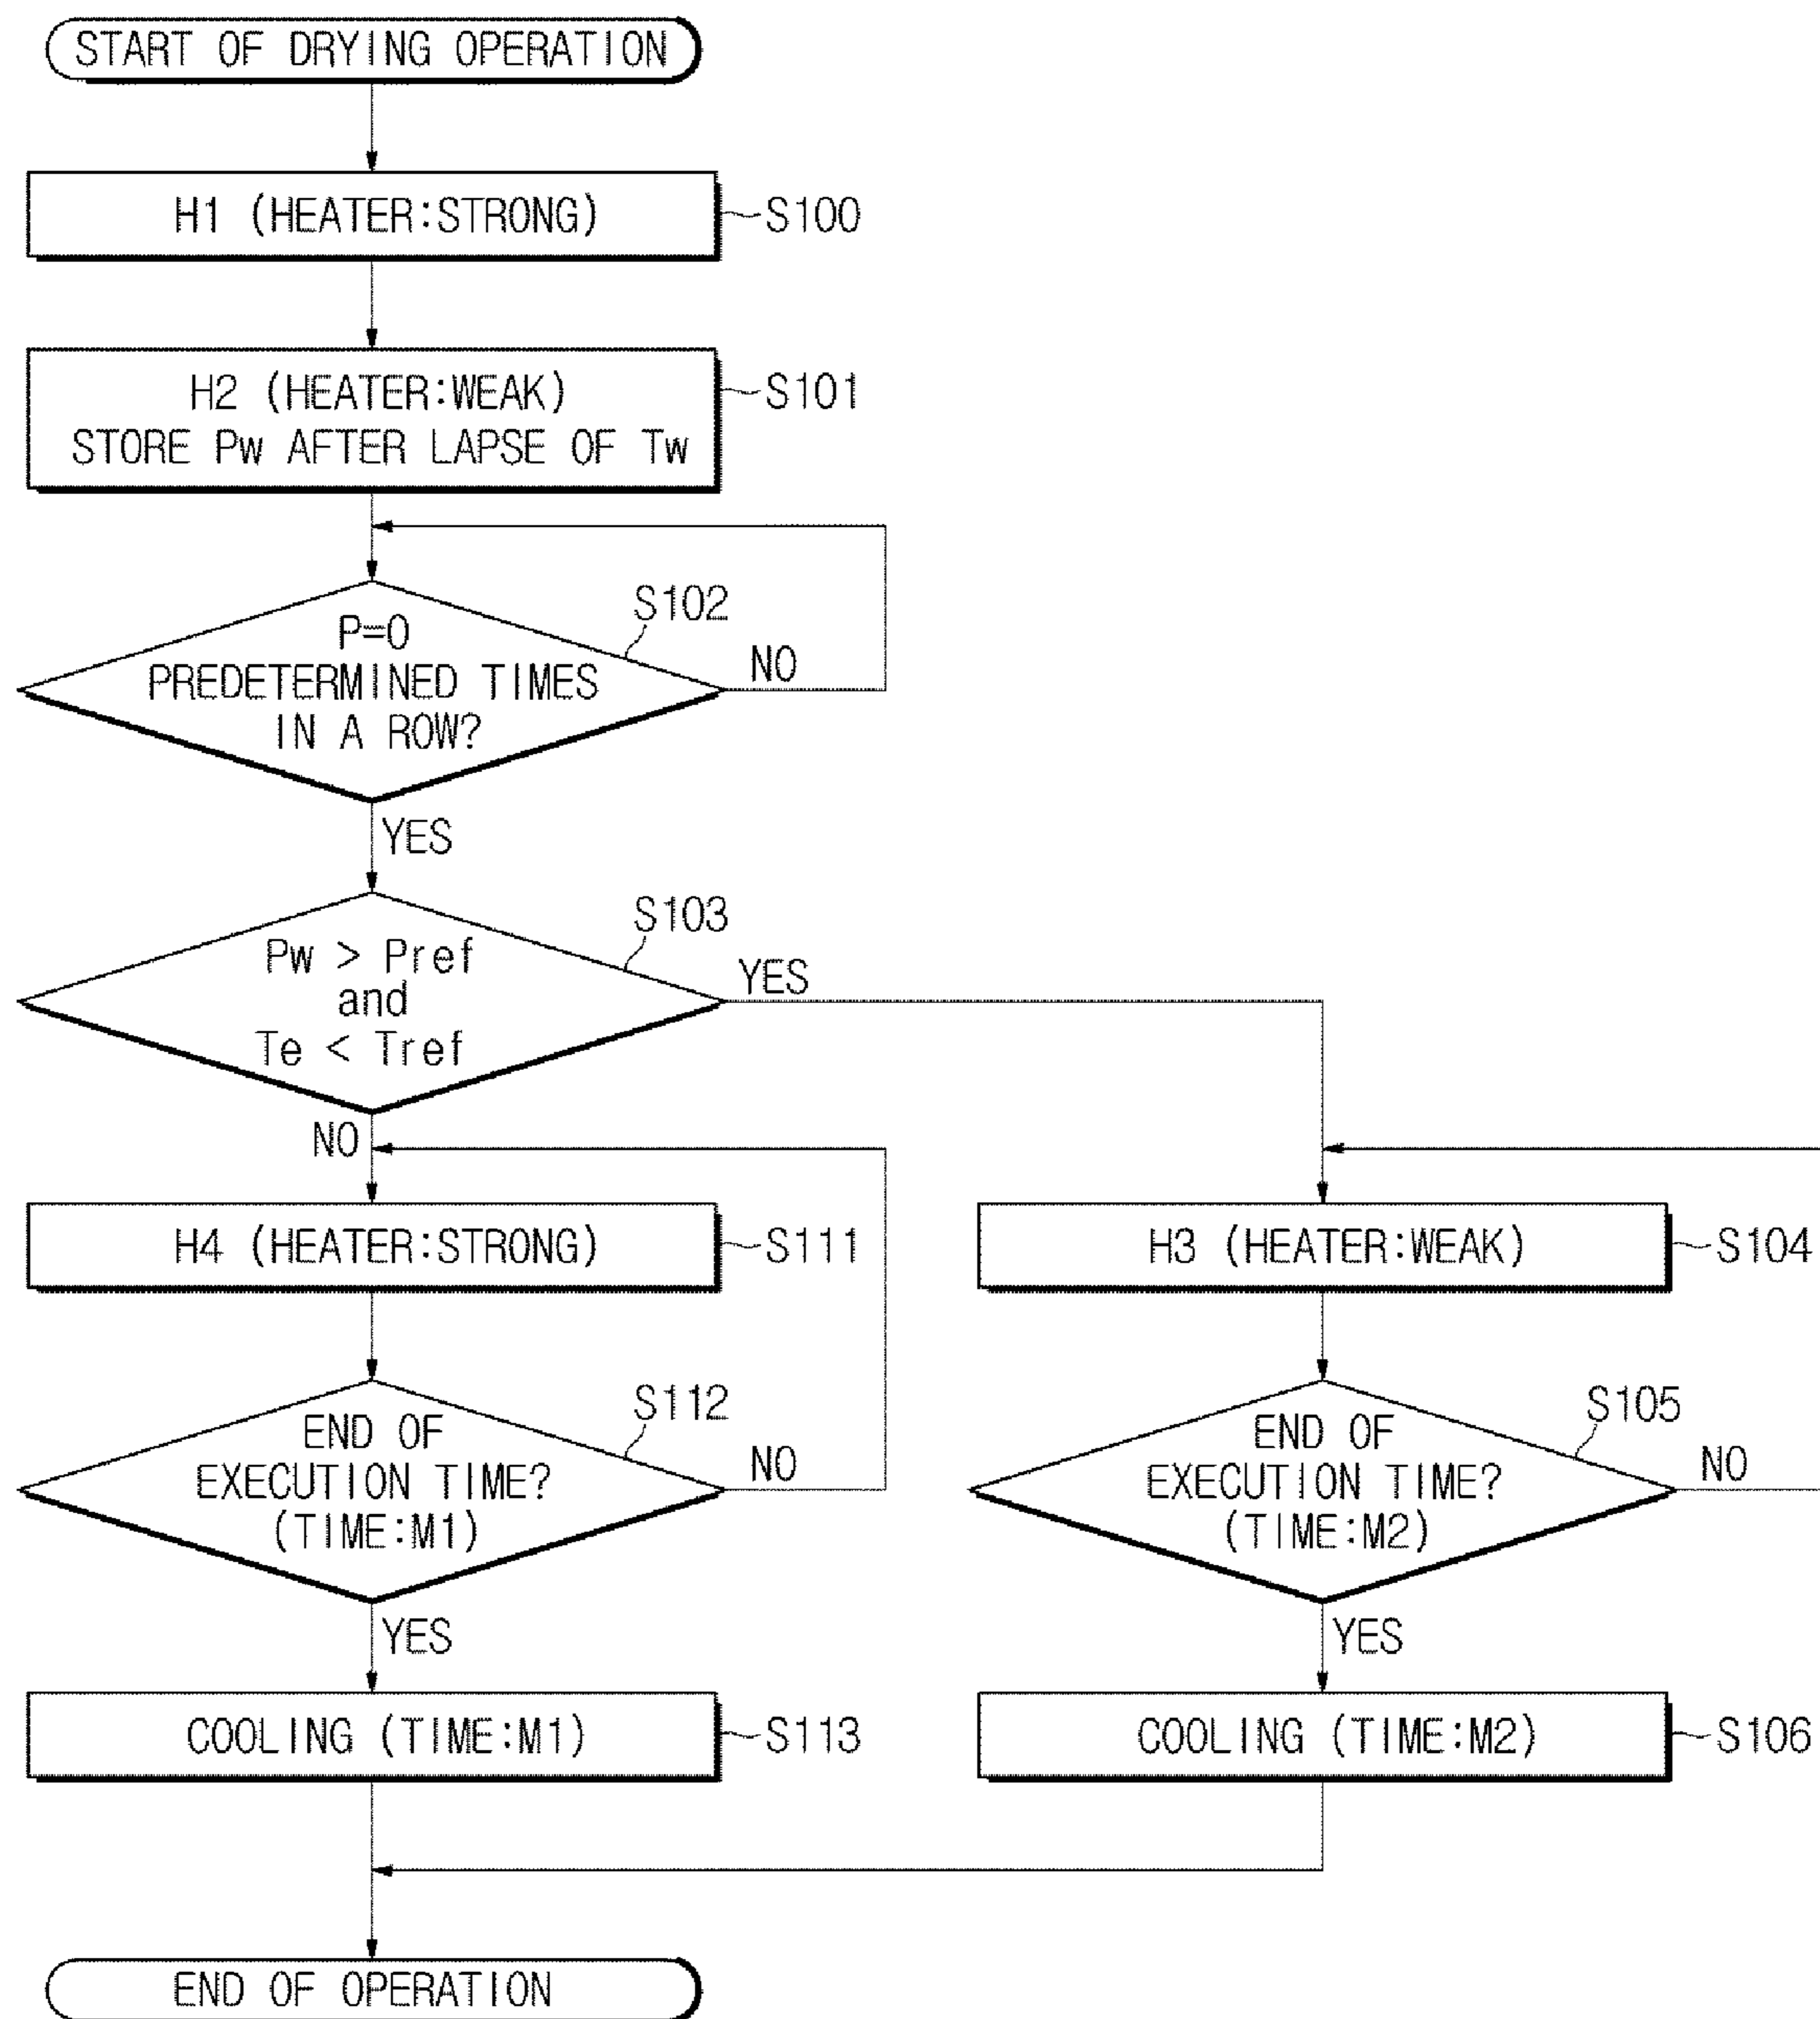 START OF DRYING OPERATION
H1 (HEATER:STRONG)
S100
H2 (HEATER:WEAK)
STORE Pw AFTER LAPSE OF Tw
S101
S102
P=0
PREDETERMINED TIMES
IN A ROW?
NO
YES
S103
Pw > Pref
and
Te < Tref
YES
NO
H4 (HEATER:STRONG)
S111
H3 (HEATER:WEAK)
S104
S112
END OF
EXECUTION TIME?
(TIME:M1)
NO
S105
END OF
EXECUTION TIME?
(TIME:M2)
NO
YES
YES
COOLING (TIME:M1)
S113
COOLING (TIME:M2)
S106
END OF OPERATION